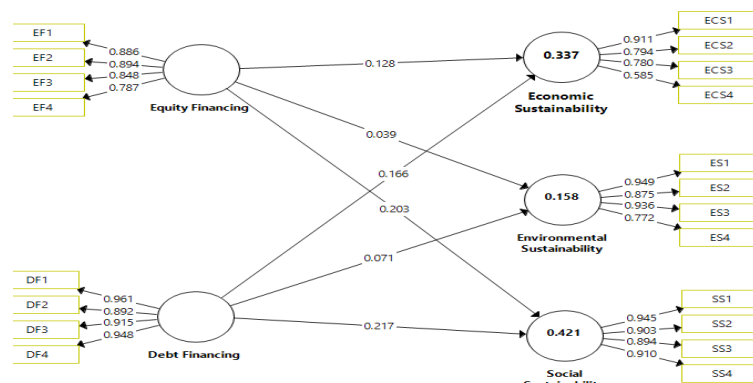 EF1
EF2
EF3
EF4
0.886
0.894
0.848
0.787
Equity Financing
0.128
0.039
0.166
0.203
0.071
0.217
0.337
Economic
Sustainability
0.911
0.794
0.780
0.585
ECS1
ECS2
ECS3
ECS4
0.158
Environmental
Sustainability
0.949
0.875
0.936
0.772
ES1
ES2
ES3
ES4
DF1
DF2
DF3
DF4
0.961
0.892
0.915
0.948
Debt Financing
0.421
Social
Sustainability
0.945
0.903
0.894
0.910
SS1
SS2
SS3
SS4